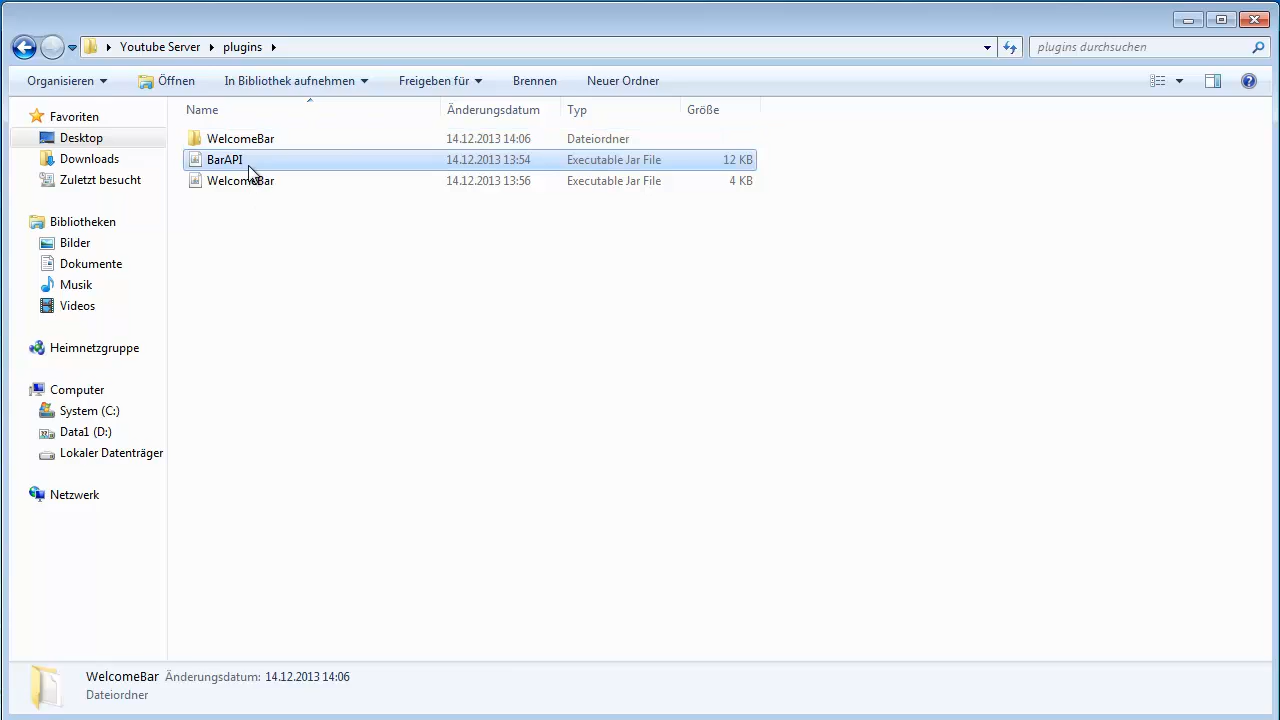 Youtube Server plugins
plugins durchsuchen
Organisieren Öffnen In Bibliothek aufnehmen Freigeben für Brennen Neuer Ordner
Favoriten
Desktop
Downloads
Zuletzt besucht
Bibliotheken
Bilder
Dokumente
Musik
Videos
Heimnetzgruppe
Computer
System (C:)
Data1 (D:)
Lokaler Datenträger
Netzwerk
Name Änderungsdatum Typ Größe
WelcomeBar 14.12.2013 14:06 Dateiordner
BarAPI 14.12.2013 13:54 Executable Jar File 12 KB
WelcomeBar 14.12.2013 13:56 Executable Jar File 4 KB
WelcomeBar Änderungsdatum: 14.12.2013 14:06
Dateiordner